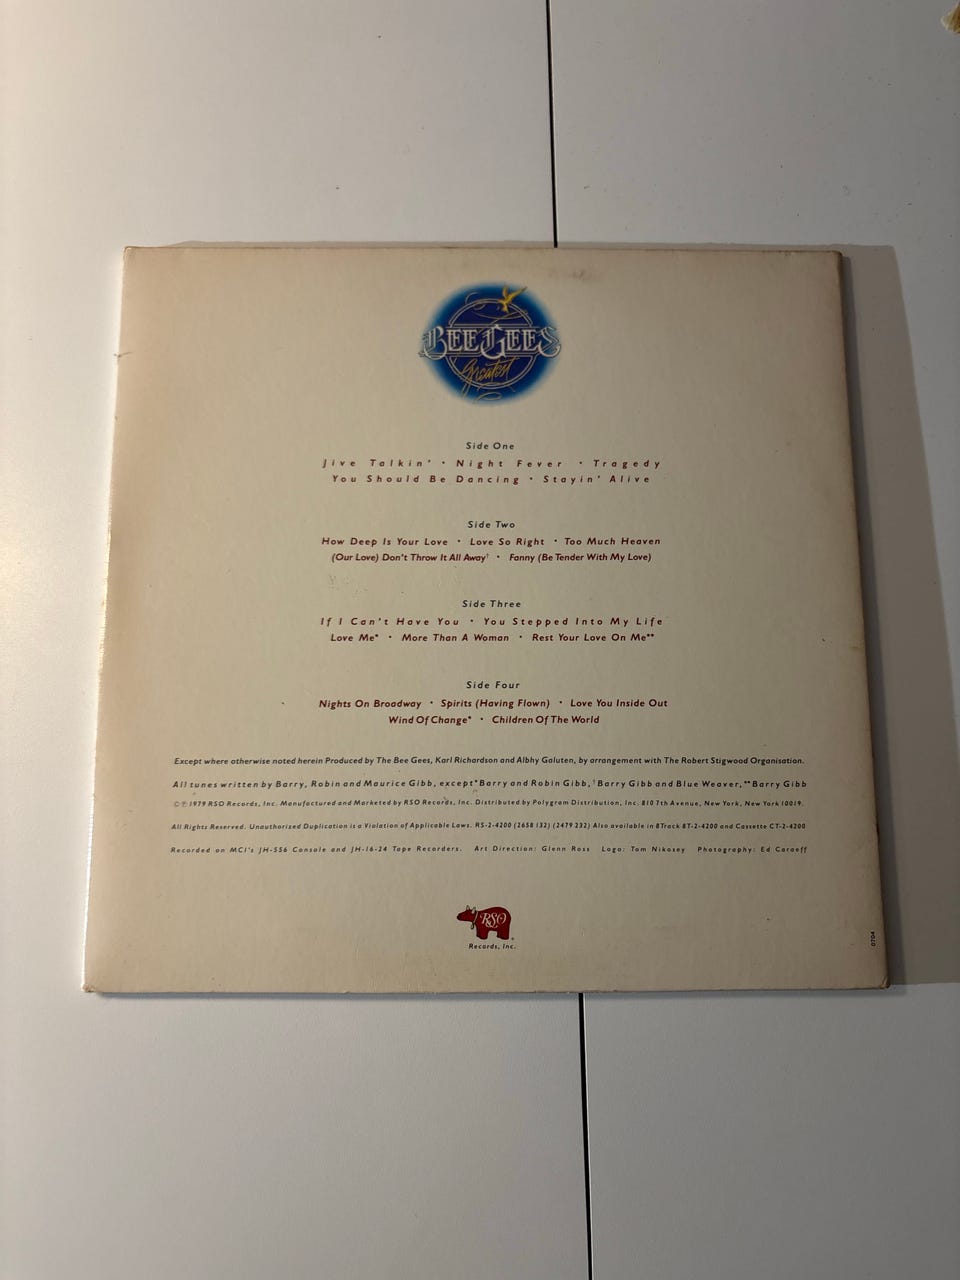 BEE GEES
Greatest
Side One
Jive Talkin' • Night Fever • Tragedy
You Should Be Dancing • Stayin' Alive
Side Two
How Deep Is Your Love • Love So Right • Too Much Heaven
(Our Love) Don't Throw It All Away† • Fanny (Be Tender With My Love)
Side Three
If I Can't Have You • You Stepped Into My Life
Love Me* • More Than A Woman • Rest Your Love On Me**
Side Four
Nights On Broadway • Spirits (Having Flown) • Love You Inside Out
Wind Of Change* • Children Of The World
Except where otherwise noted herein Produced by The Bee Gees, Karl Richardson and Albhy Galuten, by arrangement with The Robert Stigwood Organisation.
All tunes written by Barry, Robin and Maurice Gibb, except *Barry and Robin Gibb, †Barry Gibb and Blue Weaver, **Barry Gibb
©℗ 1979 RSO Records, Inc. Manufactured and Marketed by RSO Records, Inc. Distributed by Polygram Distribution, Inc. 810 7th Avenue, New York, New York 10019.
All Rights Reserved. Unauthorized Duplication is a Violation of Applicable Laws. RS-2-4200 (2658 132) (2479 232) Also available in 8Track 8T-2-4200 and Cassette CT-2-4200
Recorded on MCI's JH-556 Console and JH-16-24 Tape Recorders. Art Direction: Glenn Ross Logo: Tom Nikosey Photography: Ed Caraeff
RSO
Records, Inc.
0704